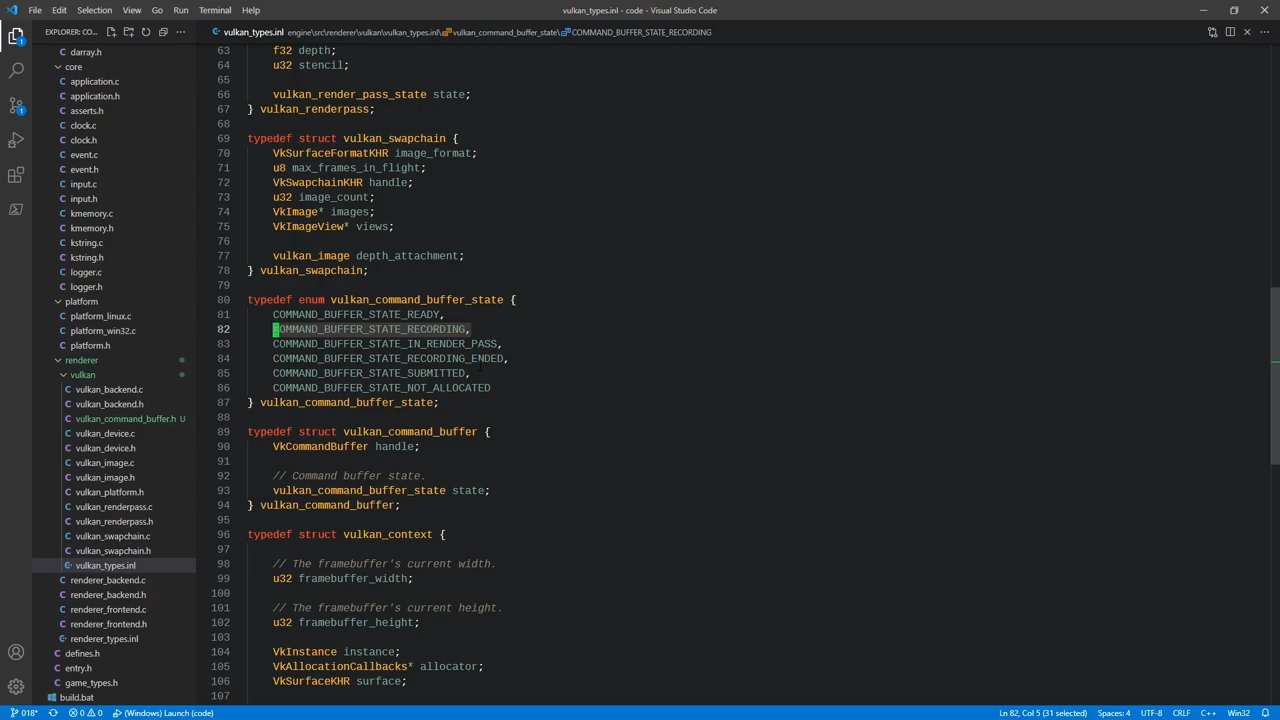 File Edit Selection View Go Run Terminal Help
vulkan_types.inl - code - Visual Studio Code
EXPLORER: CO...
vulkan_types.inl engine\src\renderer\vulkan\vulkan_types.inl\vulkan_command_buffer_state\COMMAND_BUFFER_STATE_RECORDING
darray.h
core
application.c
application.h
asserts.h
clock.c
clock.h
event.c
event.h
input.c
input.h
kmemory.c
kmemory.h
kstring.c
kstring.h
logger.c
logger.h
platform
platform_linux.c
platform_win32.c
platform.h
renderer
vulkan
vulkan_backend.c
vulkan_backend.h
vulkan_command_buffer.h U
vulkan_device.c
vulkan_device.h
vulkan_image.c
vulkan_image.h
vulkan_platform.h
vulkan_renderpass.c
vulkan_renderpass.h
vulkan_swapchain.c
vulkan_swapchain.h
vulkan_types.inl
renderer_backend.c
renderer_backend.h
renderer_frontend.c
renderer_frontend.h
renderer_types.inl
defines.h
entry.h
game_types.h
build.bat
63 f32 depth;
64 u32 stencil;
65
66 vulkan_render_pass_state state;
67 } vulkan_renderpass;
68
69 typedef struct vulkan_swapchain {
70 VkSurfaceFormatKHR image_format;
71 u8 max_frames_in_flight;
72 VkSwapchainKHR handle;
73 u32 image_count;
74 VkImage* images;
75 VkImageView* views;
76
77 vulkan_image depth_attachment;
78 } vulkan_swapchain;
79
80 typedef enum vulkan_command_buffer_state {
81 COMMAND_BUFFER_STATE_READY,
82 COMMAND_BUFFER_STATE_RECORDING,
83 COMMAND_BUFFER_STATE_IN_RENDER_PASS,
84 COMMAND_BUFFER_STATE_RECORDING_ENDED,
85 COMMAND_BUFFER_STATE_SUBMITTED,
86 COMMAND_BUFFER_STATE_NOT_ALLOCATED
87 } vulkan_command_buffer_state;
88
89 typedef struct vulkan_command_buffer {
90 VkCommandBuffer handle;
91
92 // Command buffer state.
93 vulkan_command_buffer_state state;
94 } vulkan_command_buffer;
95
96 typedef struct vulkan_context {
97
98 // The framebuffer's current width.
99 u32 framebuffer_width;
100
101 // The framebuffer's current height.
102 u32 framebuffer_height;
103
104 VkInstance instance;
105 VkAllocationCallbacks* allocator;
106 VkSurfaceKHR surface;
107
018* 0 0 (Windows) Launch (code) Ln 82, Col 5 (31 selected) Spaces: 4 UTF-8 CRLF C++ Win32